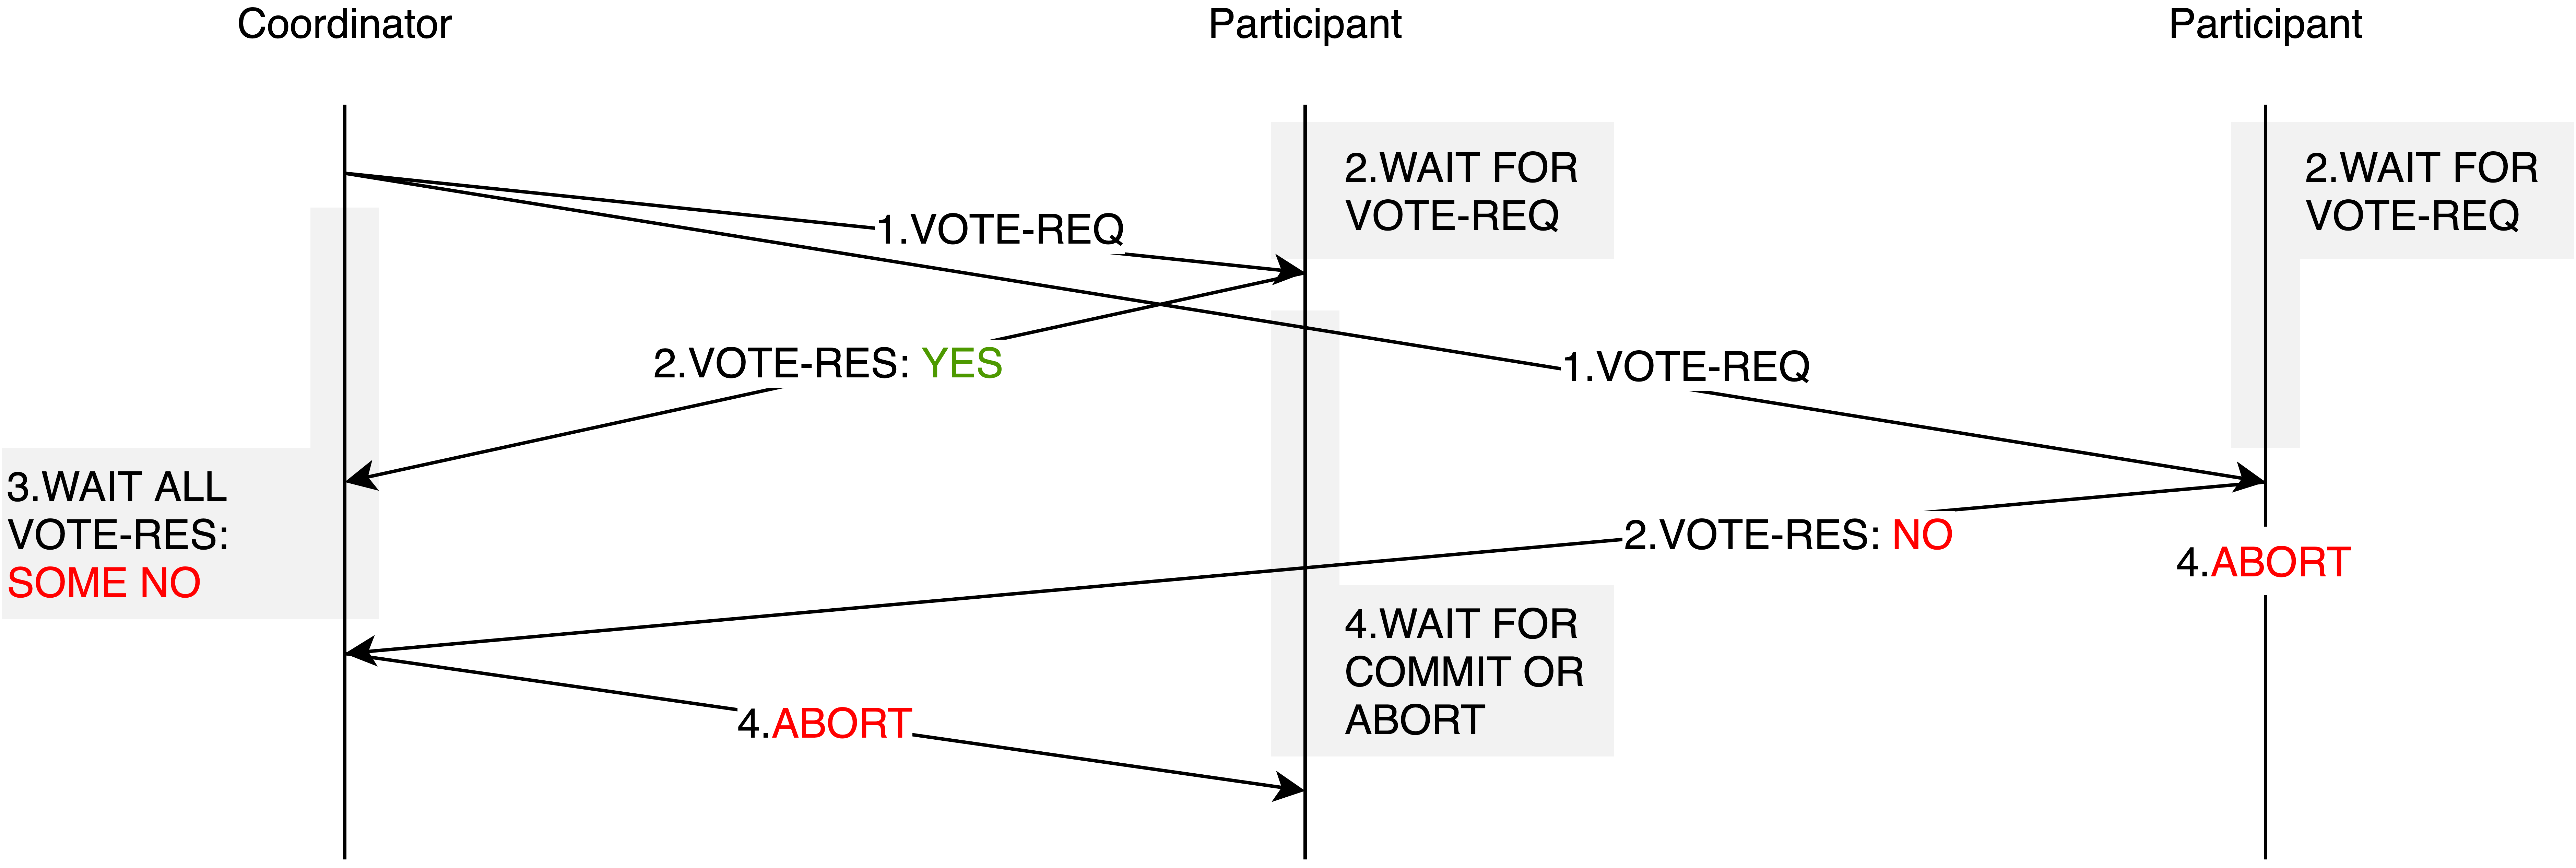 Coordinator
Participant
Participant
2.WAIT FOR
VOTE-REQ
2.WAIT FOR
VOTE-REQ
1.VOTE-REQ
2.VOTE-RES: YES
1.VOTE-REQ
3.WAIT ALL
VOTE-RES:
SOME NO
2.VOTE-RES: NO
4.ABORT
4.WAIT FOR
COMMIT OR
ABORT
4.ABORT